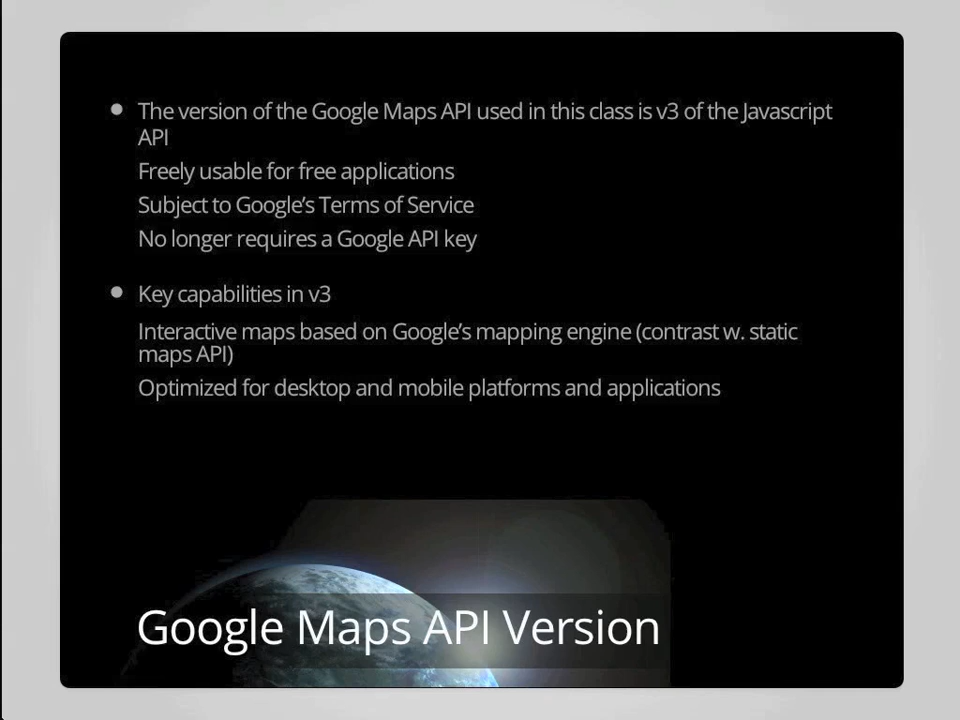 The version of the Google Maps API used in this class is v3 of the Javascript
API
Freely usable for free applications
Subject to Google’s Terms of Service
No longer requires a Google API key
Key capabilities in v3
Interactive maps based on Google’s mapping engine (contrast w. static
maps API)
Optimized for desktop and mobile platforms and applications
Google Maps API Version